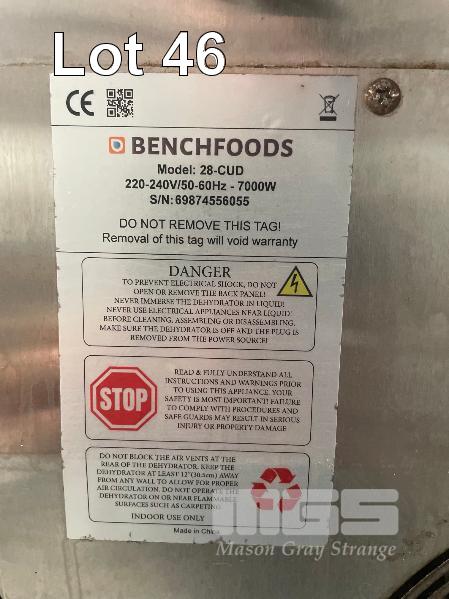 Lot 46
CE
BENCHFOODS
Model: 28-CUD
220-240V/50-60Hz - 7000W
S/N:69874556055
DO NOT REMOVE THIS TAG!
Removal of this tag will void warranty
DANGER
TO PREVENT ELECTRICAL SHOCK, DO NOT
OPEN OR REMOVE THE BACK PANEL!
NEVER IMMERSE THE DEHYDRATOR IN LIQUID!
NEVER USE ELECTRICAL APPLIANCES NEAR LIQUID!
BEFORE CLEANING, ASSEMBLING OR DISASSEMBLING,
MAKE SURE THE DEHYDRATOR IS OFF AND THE PLUG IS
REMOVED FROM THE POWER SOURCE!
STOP
READ & FULLY UNDERSTAND ALL
INSTRUCTIONS AND WARNINGS PRIOR
TO USING THIS APPLIANCE. YOUR
SAFETY IS MOST IMPORTANT! FAILURE
TO COMPLY WITH PROCEDURES AND
SAFE GUARDS MAY RESULT IN SERIOUS
INJURY OR PROPERTY DAMAGE
DO NOT BLOCK THE AIR VENTS AT THE
REAR OF THE DEHYDRATOR. KEEP THE
DEHYDRATOR AT LEAST 12"(30.5cm) AWAY
FROM ANY WALL TO ALLOW FOR PROPER
AIR CIRCULATION. DO NOT OPERATE THE
DEHYDRATOR ON OR NEAR FLAMMABLE
SURFACES SUCH AS CARPETING.
INDOOR USE ONLY
Made in China
MGS
Mason Gray Strange